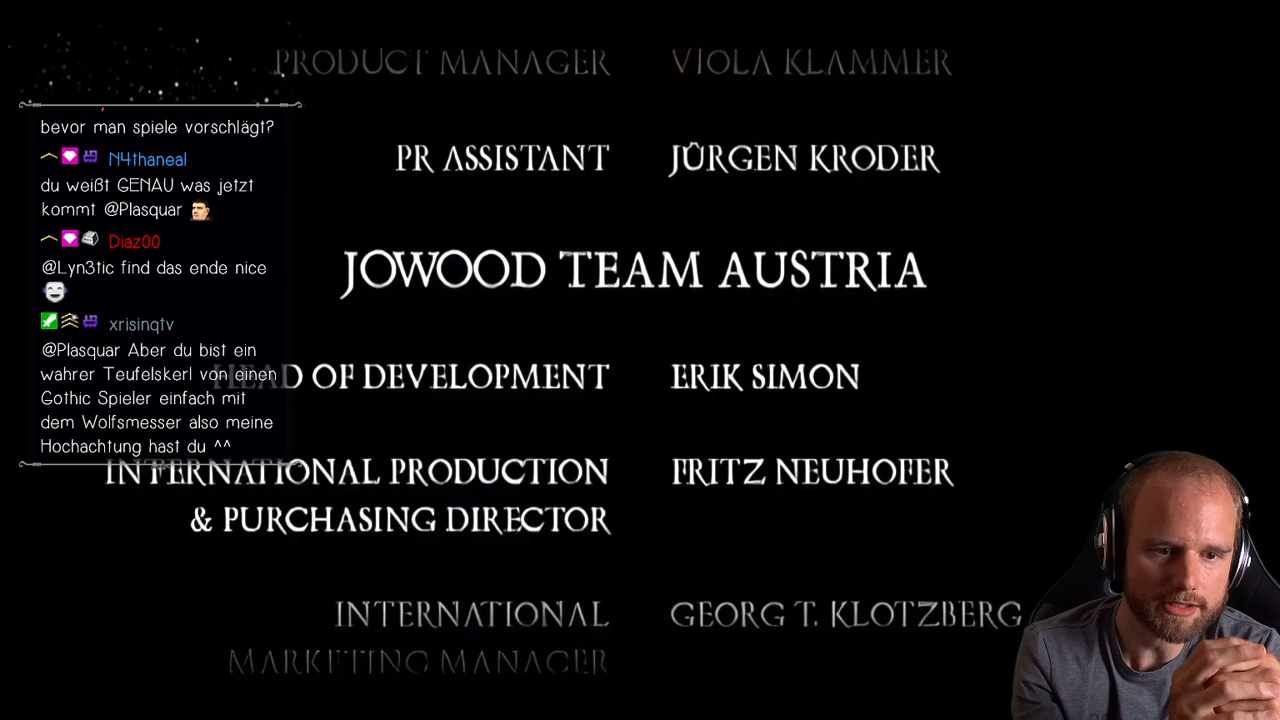 PRODUCT MANAGER VIOLA KLAMMER
PR ASSISTANT JÜRGEN KRODER
JOWOOD TEAM AUSTRIA
HEAD OF DEVELOPMENT ERIK SIMON
INTERNATIONAL PRODUCTION FRITZ NEUHOFER
& PURCHASING DIRECTOR
INTERNATIONAL GEORG T. KLOTZBERG
MARKETING MANAGER
bevor man spiele vorschlägt?
N4thaneal
du weißt GENAU was jetzt
kommt @Plasquar
Diaz00
@Lyn3tic find das ende nice
xrisinqtv
@Plasquar Aber du bist ein
wahrer Teufelskerl von einen
Gothic Spieler einfach mit
dem Wolfsmesser also meine
Hochachtung hast du ^^